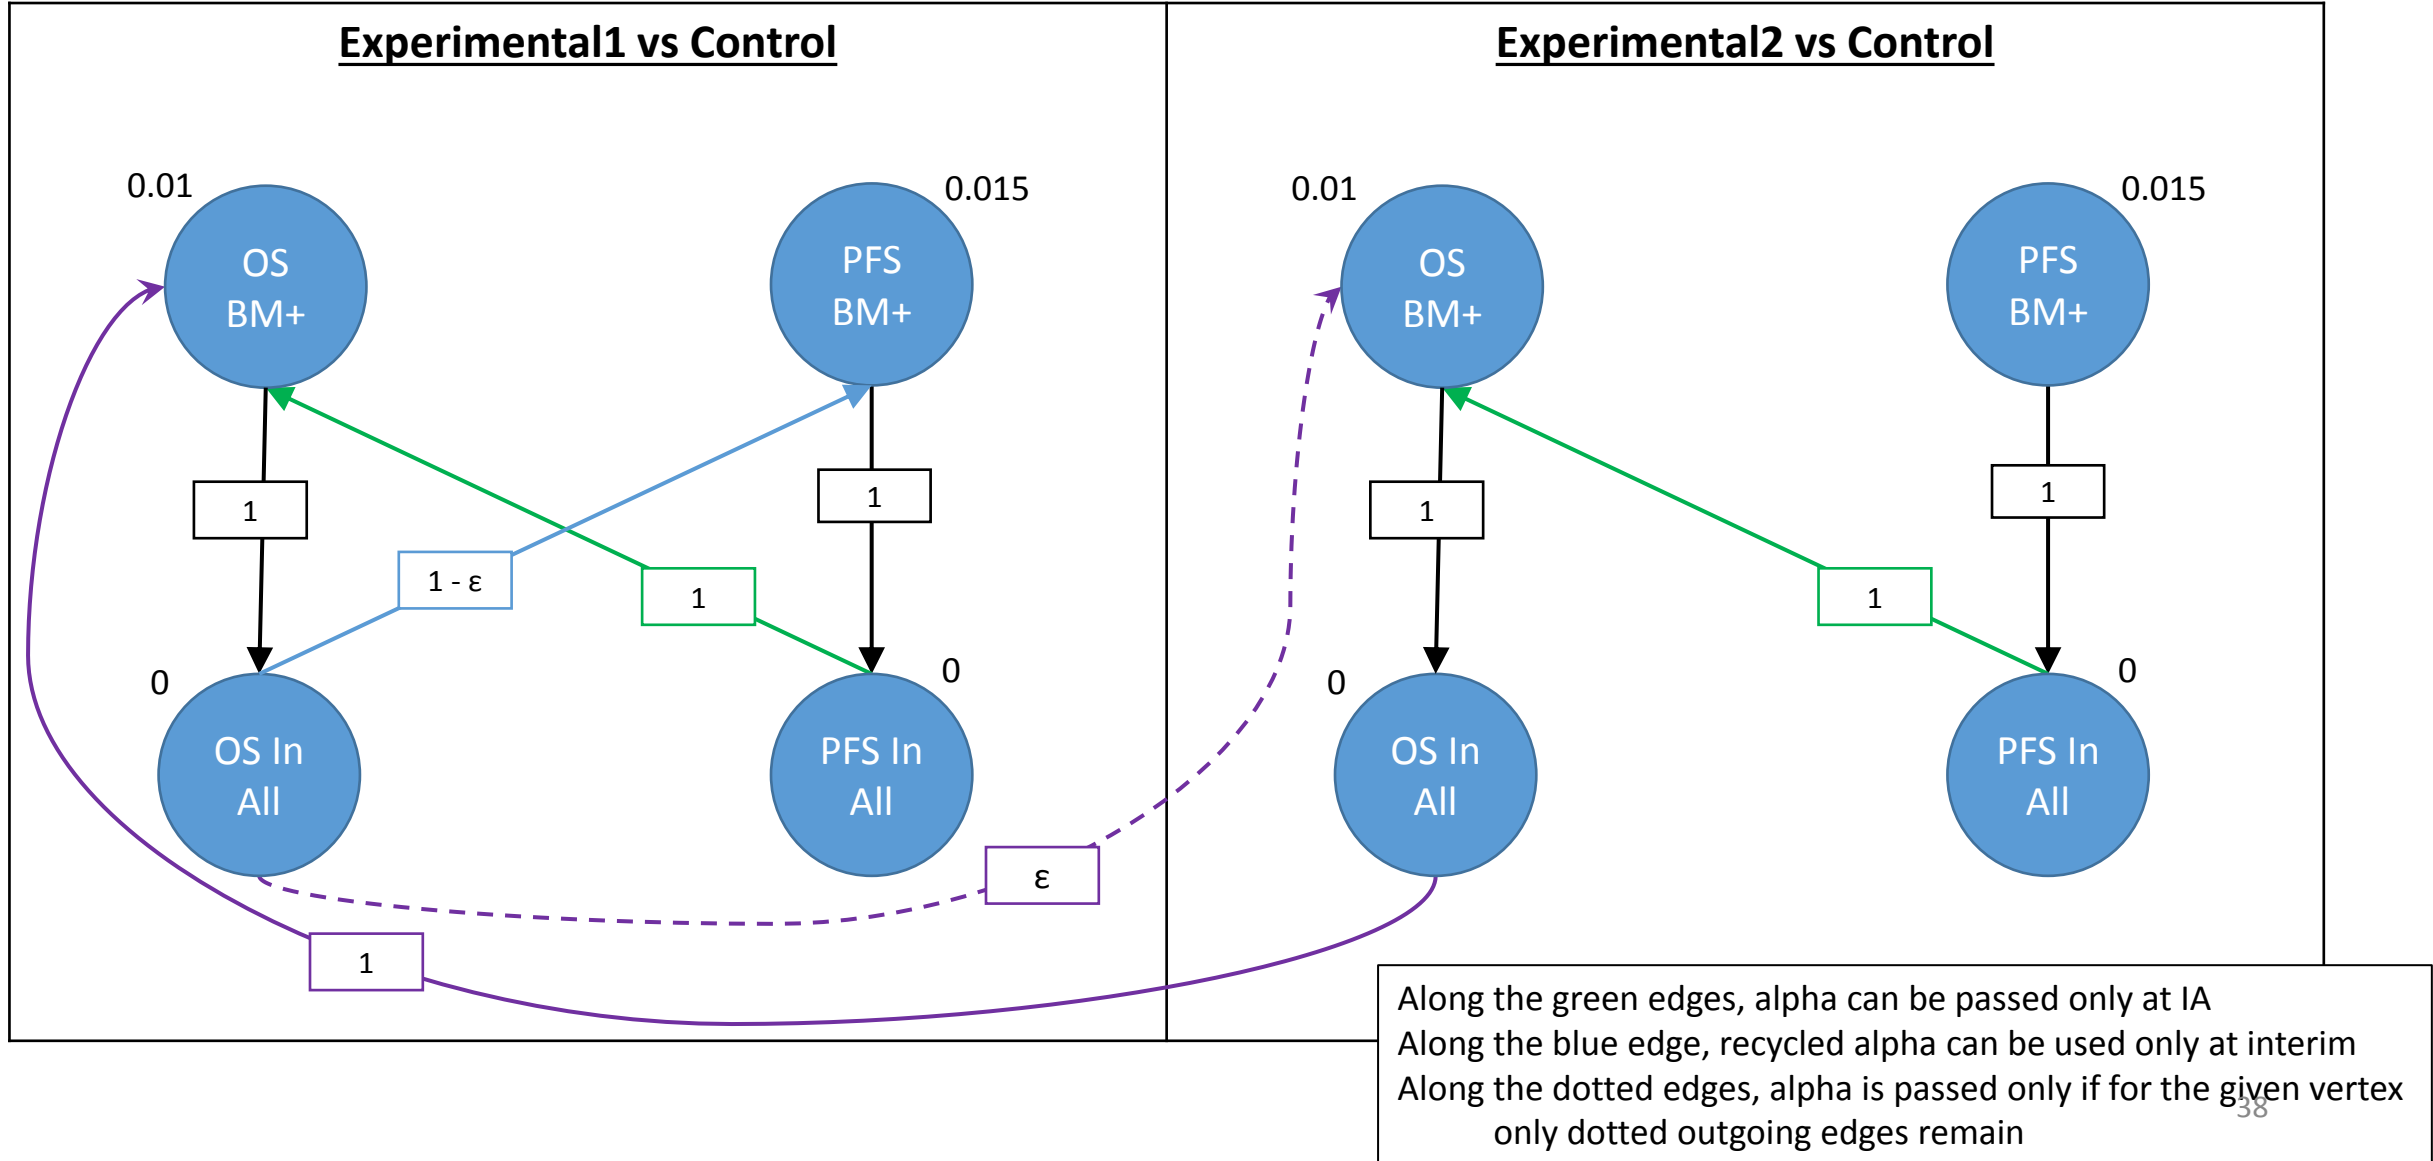 Experimental1 vs Control
0.01
OS
BM+
0.015
PFS
BM+
1
1
1 - ε
1
0
OS In
All
0
PFS In
All
ε
1
Experimental2 vs Control
0.01
OS
BM+
0.015
PFS
BM+
1
1
1
0
OS In
All
0
PFS In
All
Along the green edges, alpha can be passed only at IA
Along the blue edge, recycled alpha can be used only at interim
Along the dotted edges, alpha is passed only if for the given vertex
only dotted outgoing edges remain
38